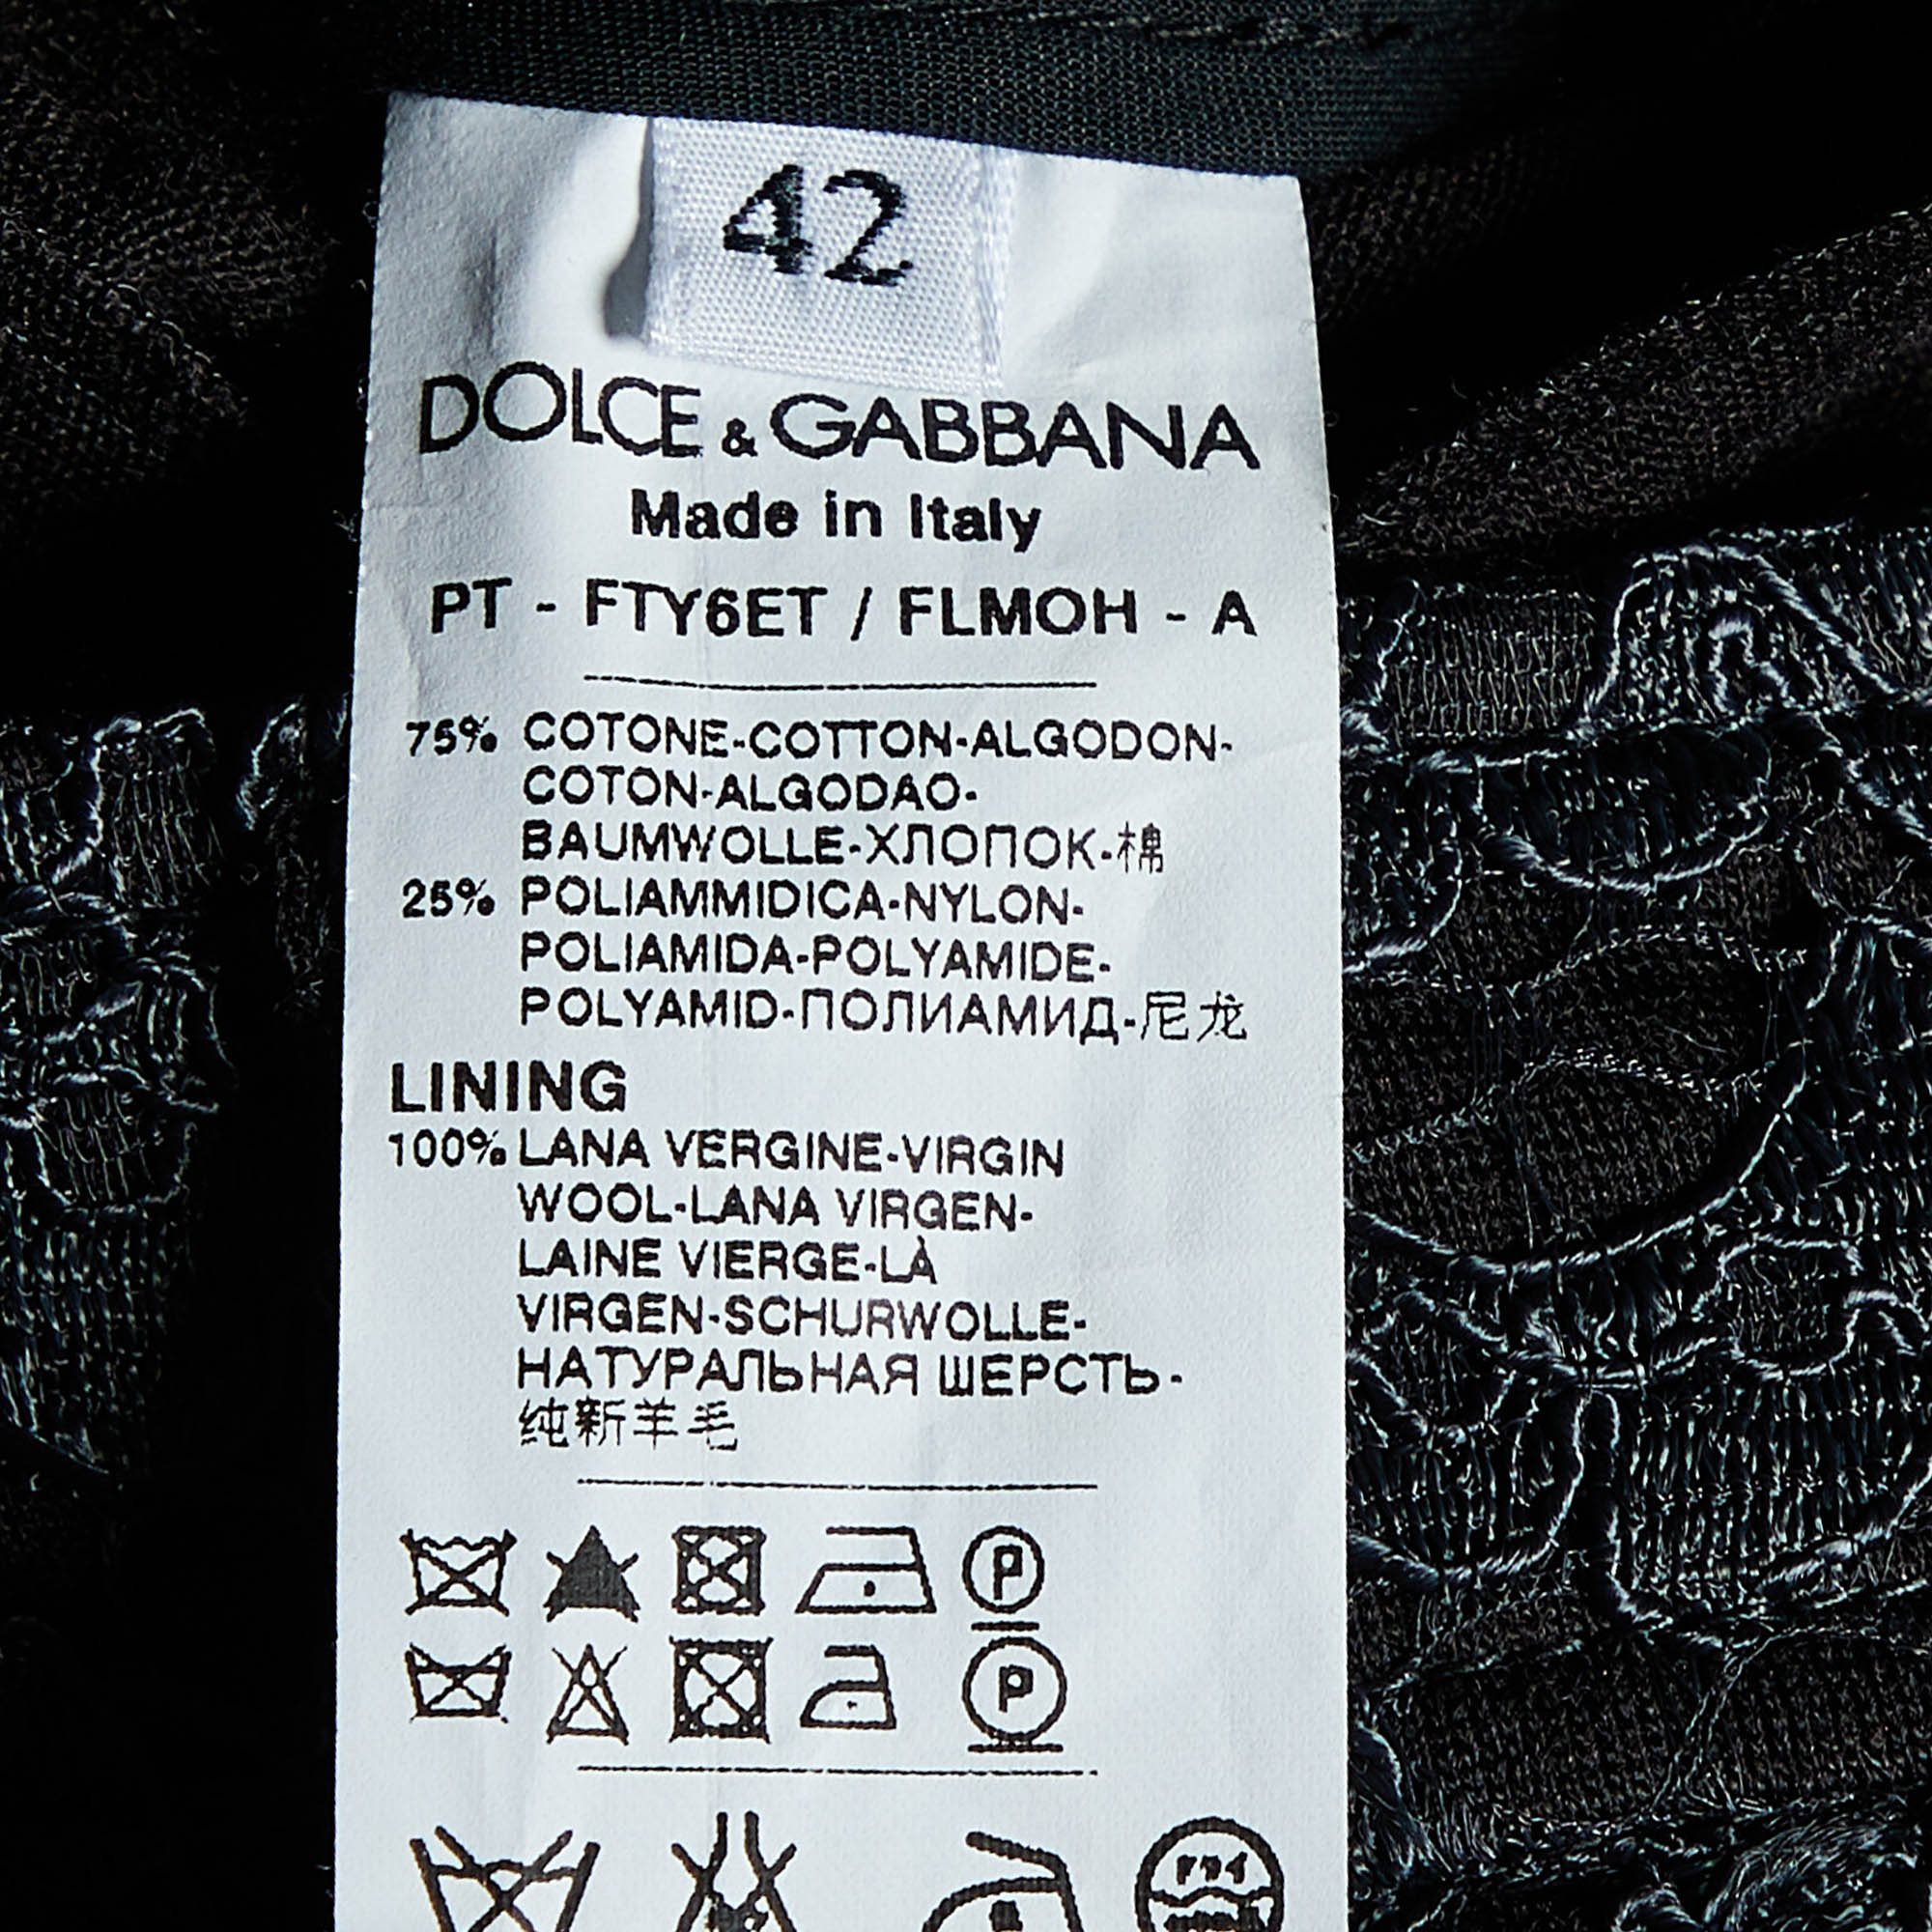 42
DOLCE & GABBANA
Made in Italy
PT - FTY6ET / FLMOH - A
75% COTONE-COTTON-ALGODON-
COTON-ALGODAO-
BAUMWOLLE-ХЛОПОК-棉
25% POLIAMMIDICA-NYLON-
POLIAMIDA-POLYAMIDE-
POLYAMID-ПОЛИАМИД-尼龙
LINING
100% LANA VERGINE-VIRGIN
WOOL-LANA VIRGEN-
LAINE VIERGE-LÀ
VIRGEN-SCHURWOLLE-
НАТУРАЛЬНАЯ ШЕРСТЬ-
纯新羊毛
P
P